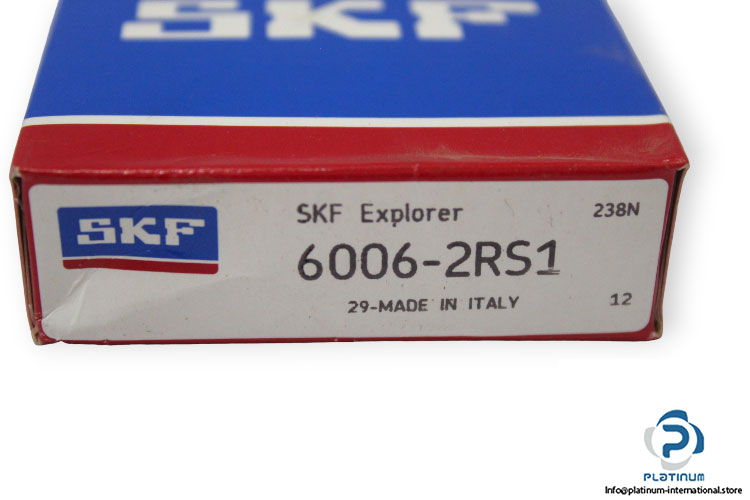 SKF
SKF
SKF Explorer
238N
6006-2RS1
29-MADE IN ITALY
12
PLATINUM
Info@platinum-international.store